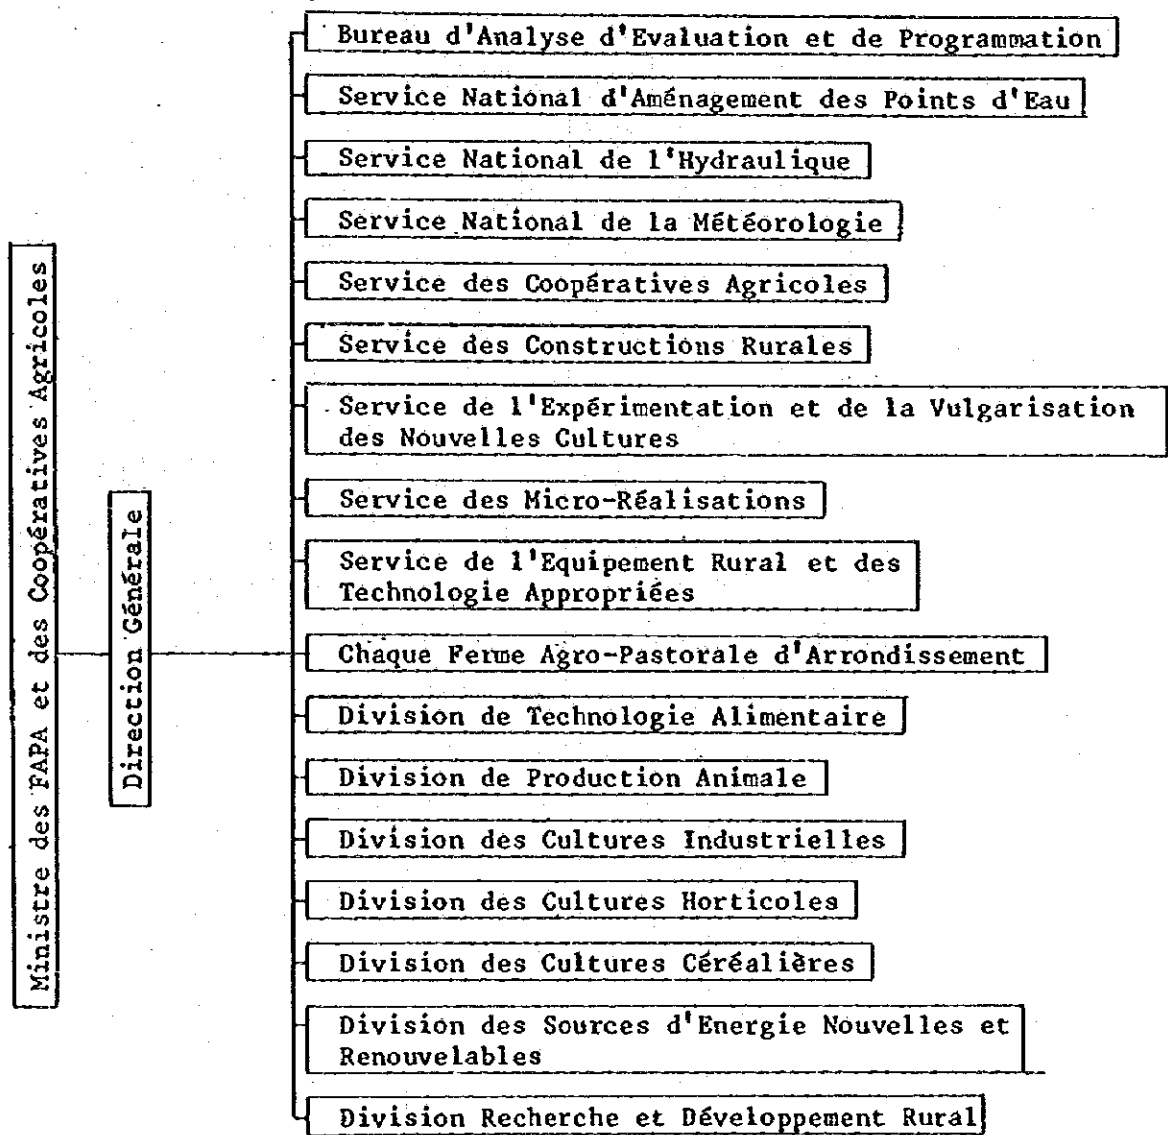 Ministre des FAPA et des Coopératives Agricoles
Direction Générale
Bureau d'Analyse d'Evaluation et de Programmation
Service National d'Aménagement des Points d'Eau
Service National de l'Hydraulique
Service National de la Météorologie
Service des Coopératives Agricoles
Service des Constructions Rurales
Service de l'Expérimentation et de la Vulgarisation
des Nouvelles Cultures
Service des Micro-Réalisations
Service de l'Equipement Rural et des
Technologie Appropriées
Chaque Ferme Agro-Pastorale d'Arrondissement
Division de Technologie Alimentaire
Division de Production Animale
Division des Cultures Industrielles
Division des Cultures Horticoles
Division des Cultures Céréalières
Division des Sources d'Energie Nouvelles et
Renouvelables
Division Recherche et Développement Rural